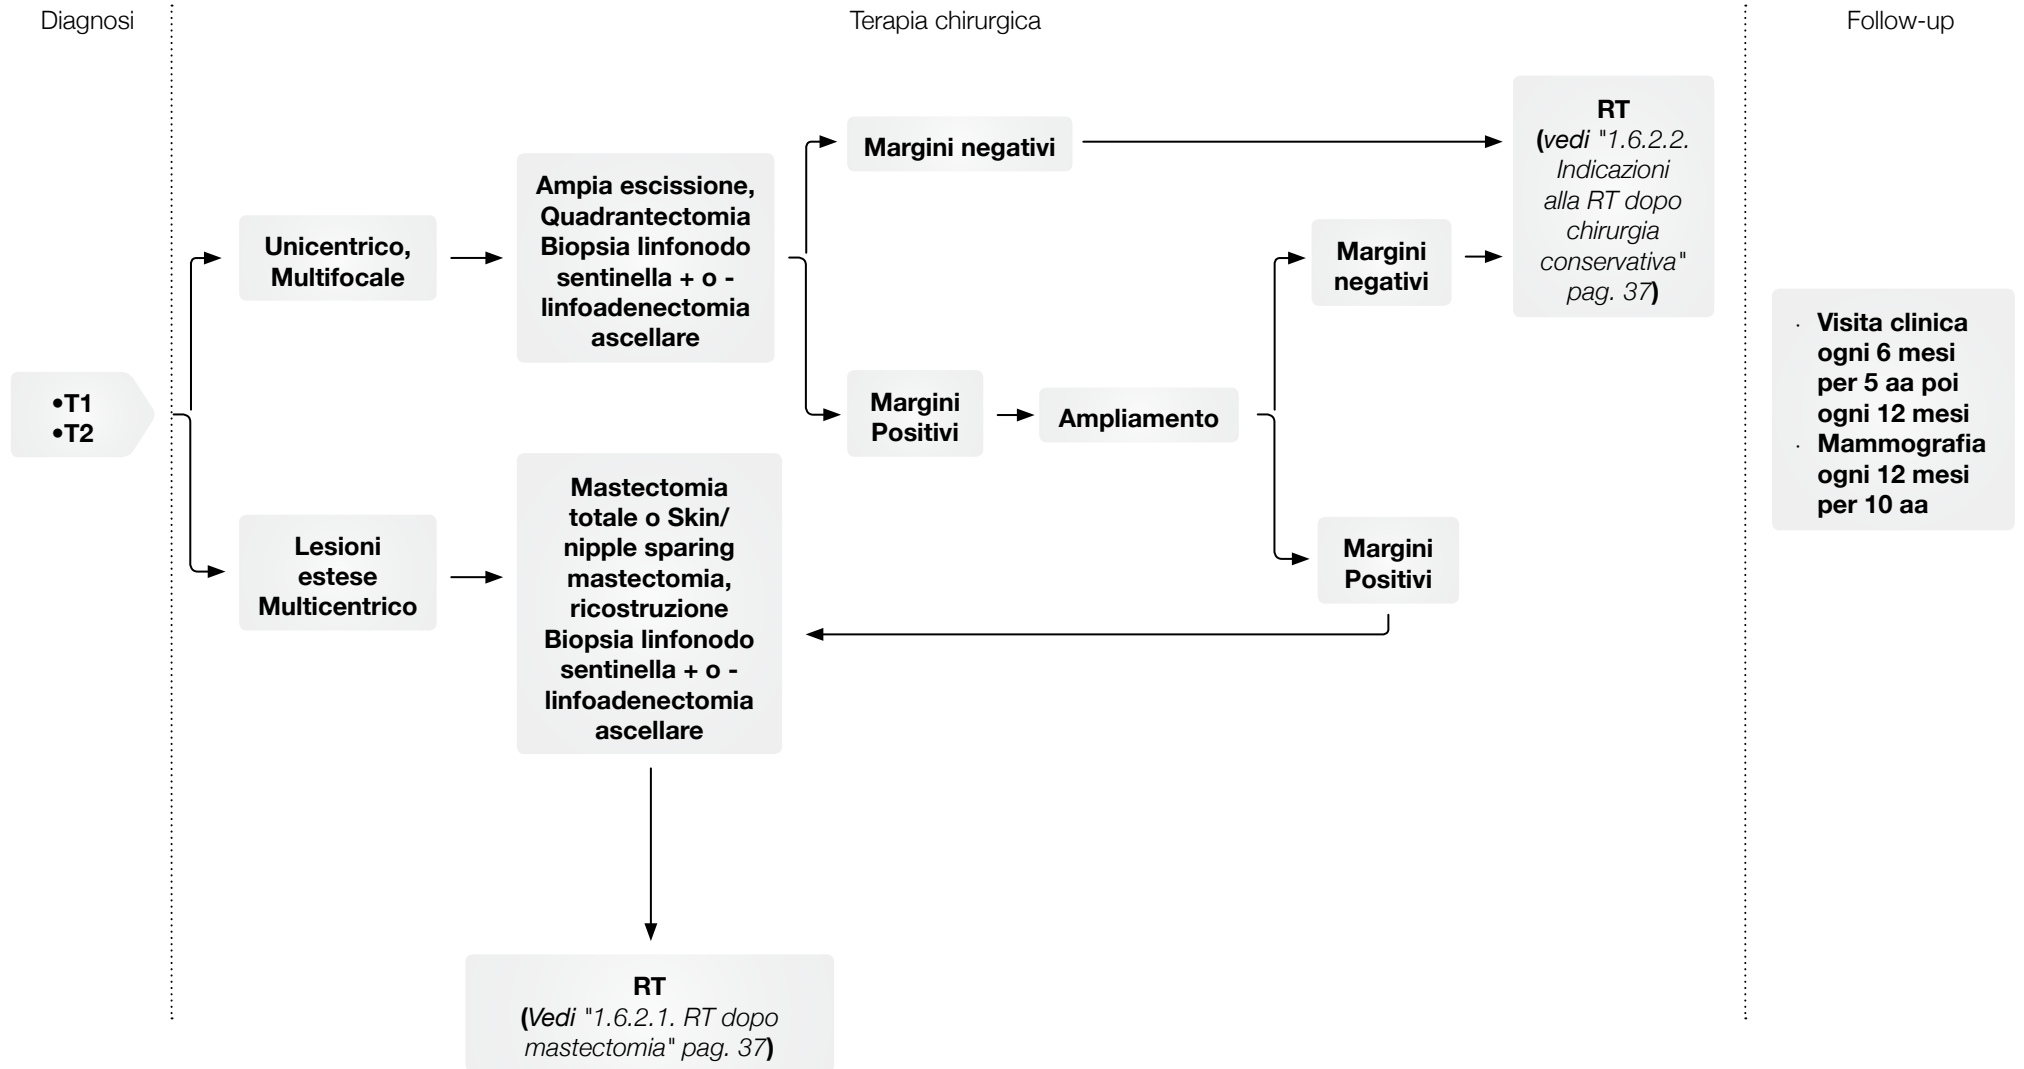 Diagnosi
Terapia chirurgica
Follow-up
•T1
•T2
Unicentrico,
Multifocale
Ampia escissione,
Quadrantectomia
Biopsia linfonodo
sentinella + o -
linfoadenectomia
ascellare
Margini negativi
RT
(vedi "1.6.2.2.
Indicazioni
alla RT dopo
chirurgia
conservativa"
pag. 37)
Margini
Positivi
Ampliamento
Margini
negativi
Margini
Positivi
Lesioni
estese
Multicentrico
Mastectomia
totale o Skin/
nipple sparing
mastectomia,
ricostruzione
Biopsia linfonodo
sentinella + o -
linfoadenectomia
ascellare
RT
(Vedi "1.6.2.1. RT dopo
mastectomia" pag. 37)
· Visita clinica
ogni 6 mesi
per 5 aa poi
ogni 12 mesi
· Mammografia
ogni 12 mesi
per 10 aa